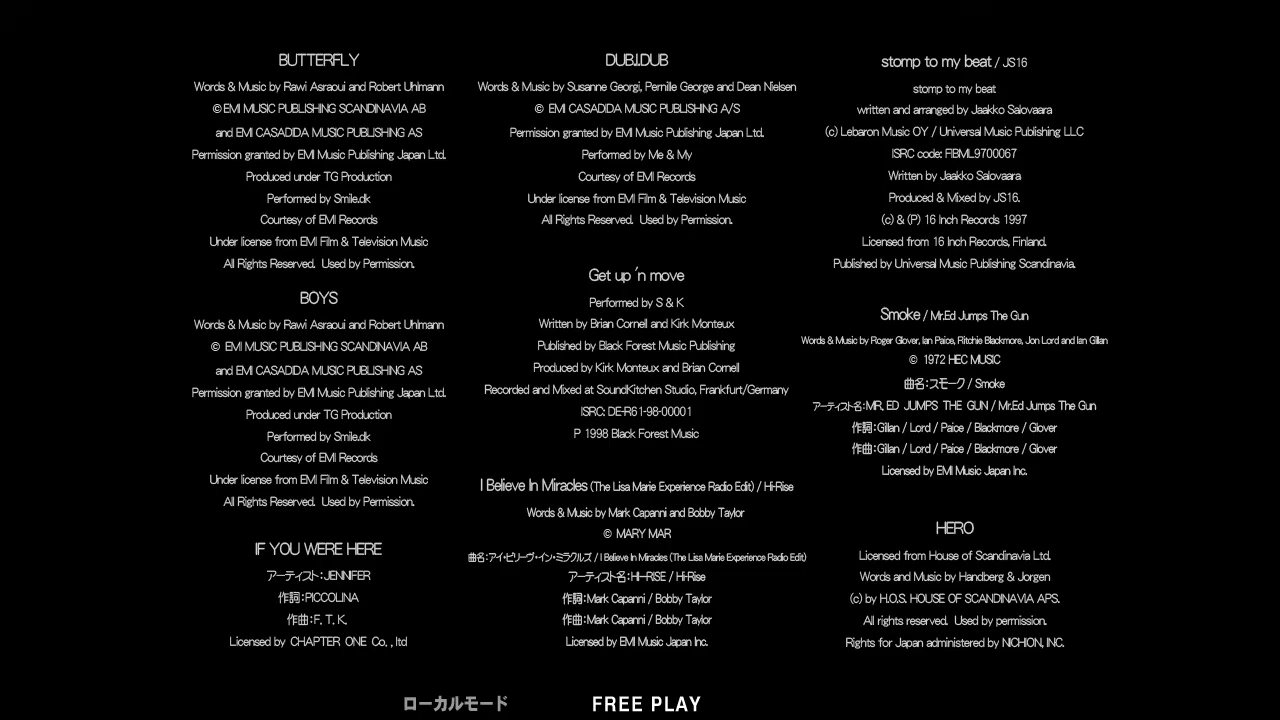 BUTTERFLY
Words & Music by Rawi Asraoui and Robert Uhlmann
© EMI MUSIC PUBLISHING SCANDINAVIA AB
and EMI CASADIDA MUSIC PUBLISHING AS
Permission granted by EMI Music Publishing Japan Ltd.
Produced under TG Production
Performed by Smile.dk
Courtesy of EMI Records
Under license from EMI Film & Television Music
All Rights Reserved. Used by Permission.
BOYS
Words & Music by Rawi Asraoui and Robert Uhlmann
© EMI MUSIC PUBLISHING SCANDINAVIA AB
and EMI CASADIDA MUSIC PUBLISHING AS
Permission granted by EMI Music Publishing Japan Ltd.
Produced under TG Production
Performed by Smile.dk
Courtesy of EMI Records
Under license from EMI Film & Television Music
All Rights Reserved. Used by Permission.
IF YOU WERE HERE
アーティスト:JENNIFER
作詞:PICCOLINA
作曲:F. T. K.
Licensed by CHAPTER ONE Co. , ltd
DUB.I.DUB
Words & Music by Susanne Georgi, Pernille George and Dean Nielsen
© EMI CASADIDA MUSIC PUBLISHING A/S
Permission granted by EMI Music Publishing Japan Ltd.
Performed by Me & My
Courtesy of EMI Records
Under license from EMI Film & Television Music
All Rights Reserved. Used by Permission.
Get up 'n move
Performed by S & K
Written by Brian Cornell and Kirk Monteux
Published by Black Forest Music Publishing
Produced by Kirk Monteux and Brian Cornell
Recorded and Mixed at SoundKitchen Studio, Frankfurt/Germany
ISRC: DE-R61-98-00001
P 1998 Black Forest Music
I Believe In Miracles (The Lisa Marie Experience Radio Edit) / Hi-Rise
Words & Music by Mark Capanni and Bobby Taylor
© MARY MAR
曲名:アイ・ビリーヴ・イン・ミラクルズ / I Believe In Miracles (The Lisa Marie Experience Radio Edit)
アーティスト名:HI-RISE / Hi-Rise
作詞:Mark Capanni / Bobby Taylor
作曲:Mark Capanni / Bobby Taylor
Licensed by EMI Music Japan Inc.
stomp to my beat / JS16
stomp to my beat
written and arranged by Jaakko Salovaara
(c) Lebaron Music OY / Universal Music Publishing LLC
ISRC code: FIBML9700067
Written by Jaakko Salovaara
Produced & Mixed by JS16.
(c) & (P) 16 Inch Records 1997
Licensed from 16 Inch Records, Finland.
Published by Universal Music Publishing Scandinavia.
Smoke / Mr.Ed Jumps The Gun
Words & Music by Roger Glover, Ian Paice, Ritchie Blackmore, Jon Lord and Ian Gillan
© 1972 HEC MUSIC
曲名:スモーク / Smoke
アーティスト名:MR. ED JUMPS THE GUN / Mr.Ed Jumps The Gun
作詞:Gillan / Lord / Paice / Blackmore / Glover
作曲:Gillan / Lord / Paice / Blackmore / Glover
Licensed by EMI Music Japan Inc.
HERO
Licensed from House of Scandinavia Ltd.
Words and Music by Handberg & Jorgen
(c) by H.O.S. HOUSE OF SCANDINAVIA APS.
All rights reserved. Used by permission.
Rights for Japan administered by NICHION, INC.
ローカルモード
FREE PLAY